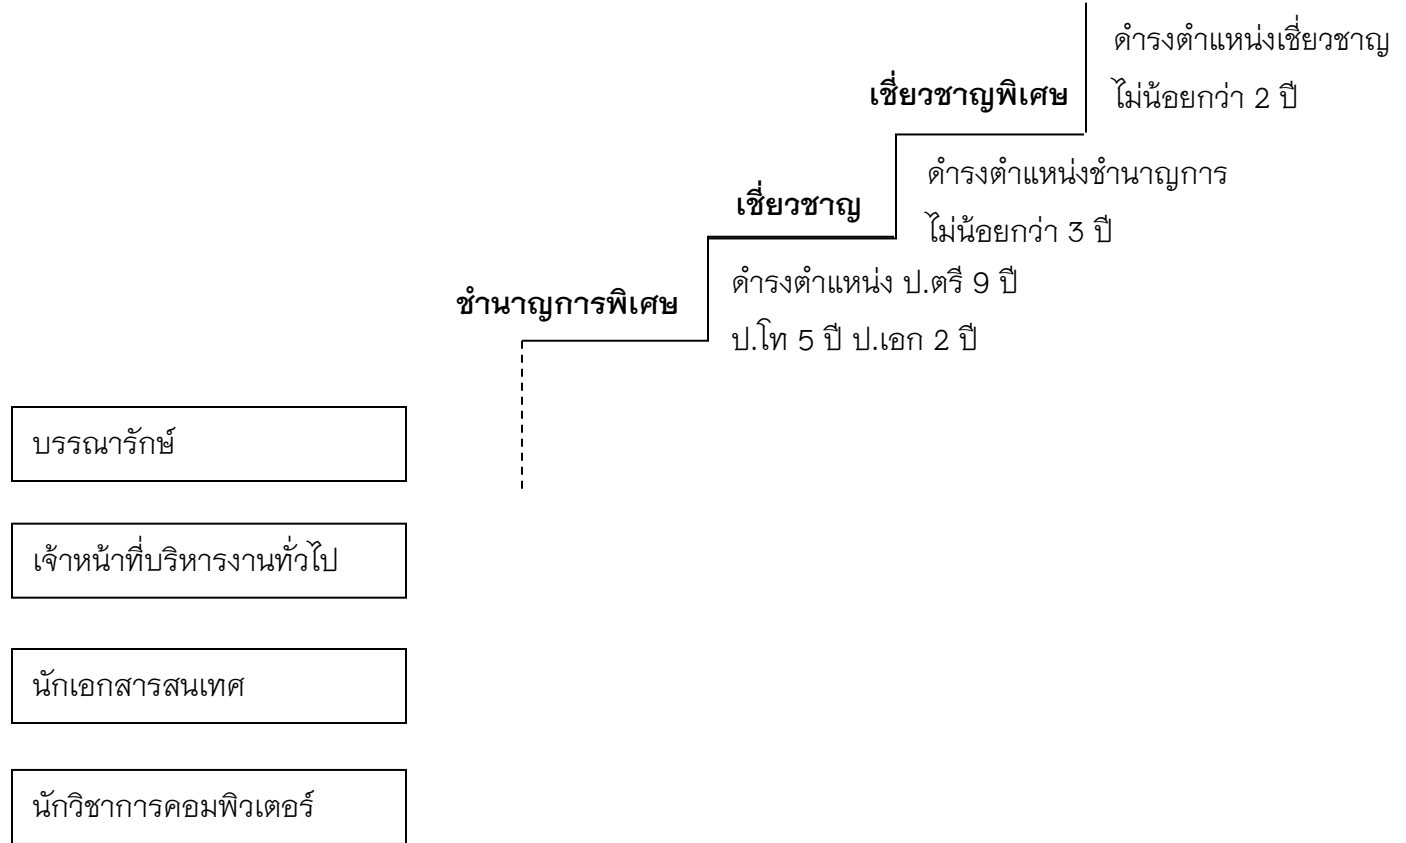 ดำรงตำแหน่งเชี่ยวชาญ
ไม่น้อยกว่า 2 ปี
เชี่ยวชาญพิเศษ
ดำรงตำแหน่งชำนาญการ
ไม่น้อยกว่า 3 ปี
เชี่ยวชาญ
ดำรงตำแหน่ง ป.ตรี 9 ปี
ป.โท 5 ปี ป.เอก 2 ปี
ชำนาญการพิเศษ
บรรณารักษ์
เจ้าหน้าที่บริหารงานทั่วไป
นักเอกสารสนเทศ
นักวิชาการคอมพิวเตอร์